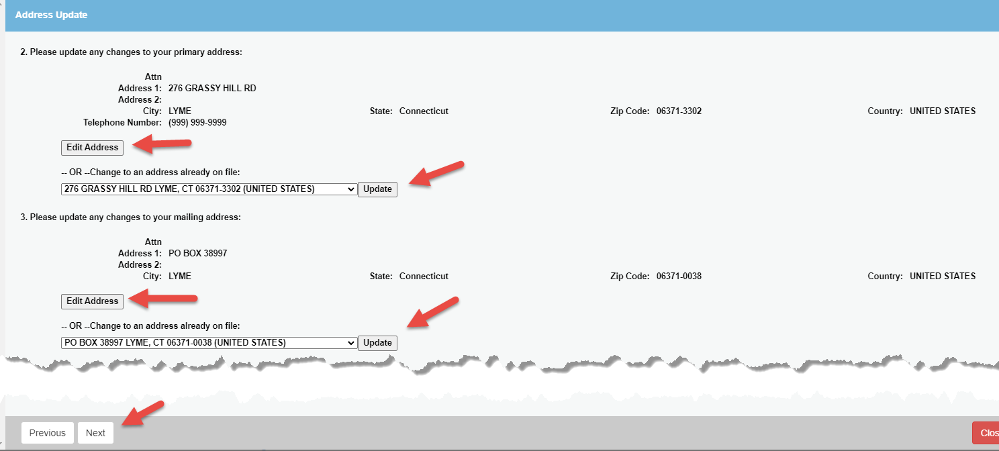 Address Update
2. Please update any changes to your primary address:
Attn
Address 1: 276 GRASSY HILL RD
Address 2:
City: LYME State: Connecticut Zip Code: 06371-3302 Country: UNITED STATES
Telephone Number: (999) 999-9999
Edit Address
-- OR --Change to an address already on file:
276 GRASSY HILL RD LYME, CT 06371-3302 (UNITED STATES) Update
3. Please update any changes to your mailing address:
Attn
Address 1: PO BOX 38997
Address 2:
City: LYME State: Connecticut Zip Code: 06371-0038 Country: UNITED STATES
Edit Address
-- OR --Change to an address already on file:
PO BOX 38997 LYME, CT 06371-0038 (UNITED STATES) Update
Previous Next Clos